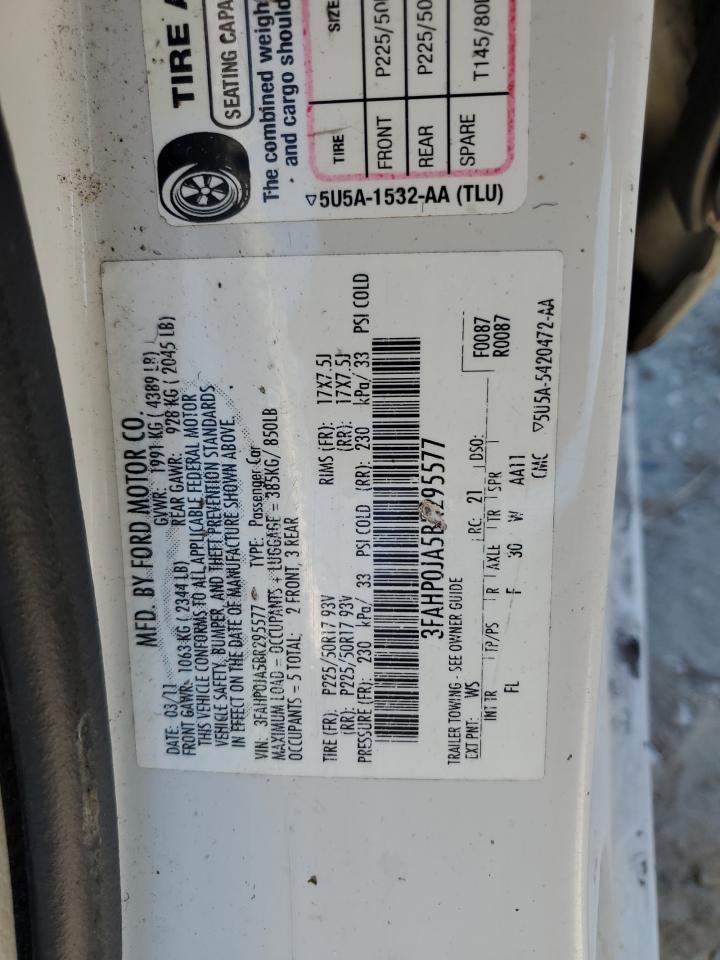 TIRE A
SEATING CAPA
The combined weigh
and cargo should
TIRE SIZE
FRONT P225/50
REAR P225/50
SPARE T145/80
▽5U5A-1532-AA (TLU)
MFD. BY FORD MOTOR CO.
DATE: 03/11 GVWR: 1991 KG ( 4389 LB)
FRONT GAWR: 1063 KG ( 2344 LB) REAR GAWR: 928 KG ( 2045 LB)
THIS VEHICLE CONFORMS TO ALL APPLICABLE FEDERAL MOTOR
VEHICLE SAFETY, BUMPER, AND THEFT PREVENTION STANDARDS
IN EFFECT ON THE DATE OF MANUFACTURE SHOWN ABOVE
VIN: 3FAHP0JA5BR295577 TYPE: Passenger Car
MAXIMUM LOAD = OCCUPANTS + LUGGAGE = 385KG/ 850LB
OCCUPANTS = 5 TOTAL; 2 FRONT, 3 REAR
TIRE (FR): P225/50R17 93V RIMS (FR): 17X7.5J
(RR): P225/50R17 93V (RR): 17X7.5J
PRESSURE (FR): 230 kPa/ 33 PSI COLD (RR): 230 kPa/ 33 PSI COLD
3FAHP0JA5BR295577
TRAILER TOWING - SEE OWNER GUIDE F0087
R0087
EXT PNT: WS RC: 21 DSO:
INT TR TP/PS R AXLE TR SPR
FL F 30 W AA11
CMC ▽5U5A-5420472-AA